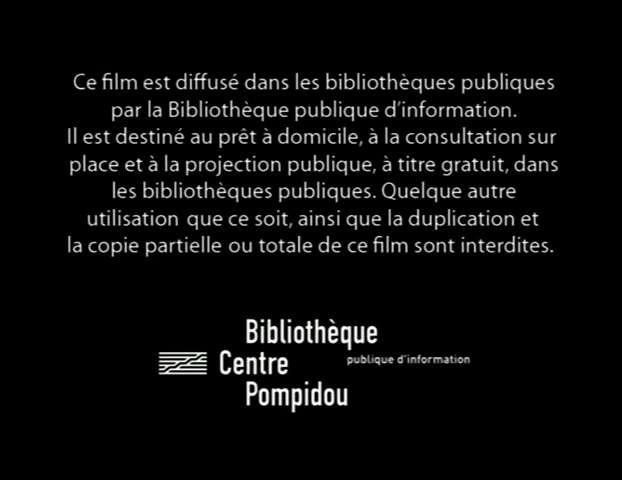 Ce film est diffusé dans les bibliothèques publiques
par la Bibliothèque publique d'information.
Il est destiné au prêt à domicile, à la consultation sur
place et à la projection publique, à titre gratuit, dans
les bibliothèques publiques. Quelque autre
utilisation que ce soit, ainsi que la duplication et
la copie partielle ou totale de ce film sont interdites.
Bibliothèque
publique d'information
Centre
Pompidou